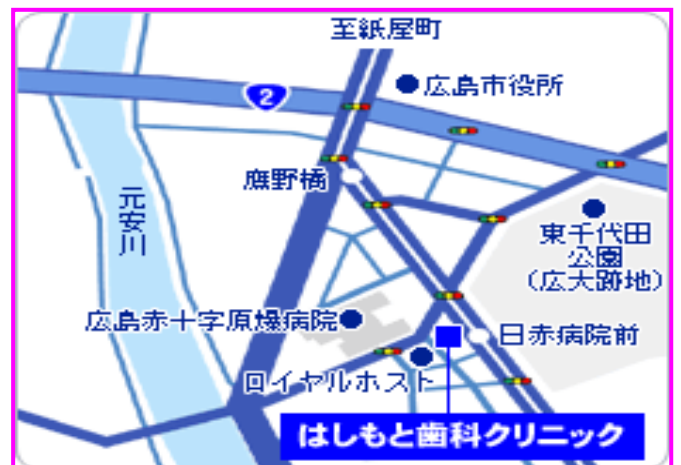 至紙屋町
2
広島市役所
鷹野橋
元安川
東千代田
公園
(広大跡地)
広島赤十字原爆病院
日赤病院前
ロイヤルホスト
はしもと歯科クリニック